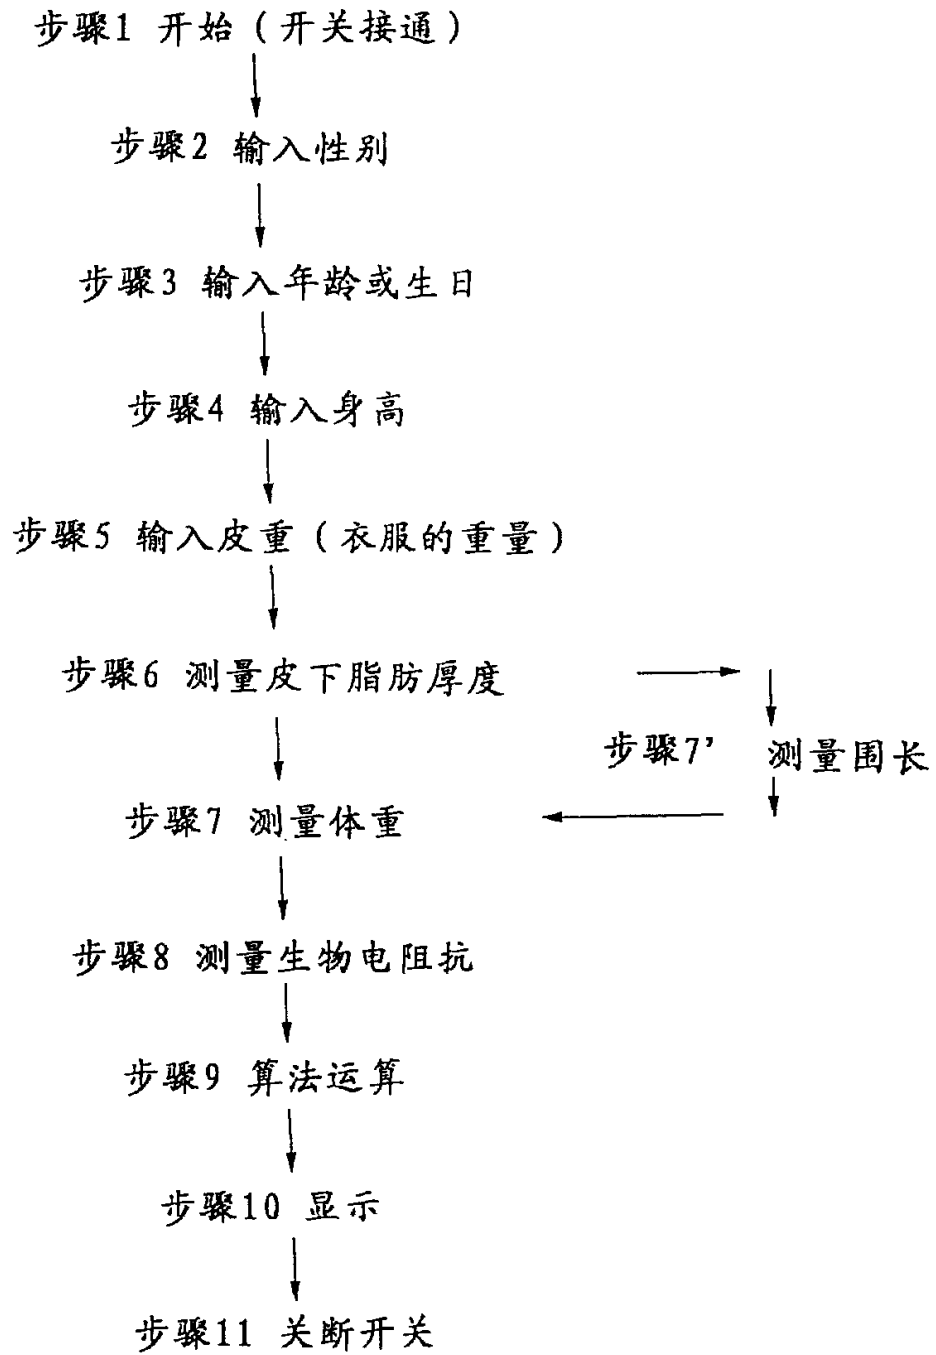 步骤1 开始(开关接通)
步骤2 输入性别
步骤3 输入年龄或生日
步骤4 输入身高
步骤5 输入皮重(衣服的重量)
步骤6 测量皮下脂肪厚度
步骤7’ 测量围长
步骤7 测量体重
步骤8 测量生物电阻抗
步骤9 算法运算
步骤10 显示
步骤11 关断开关